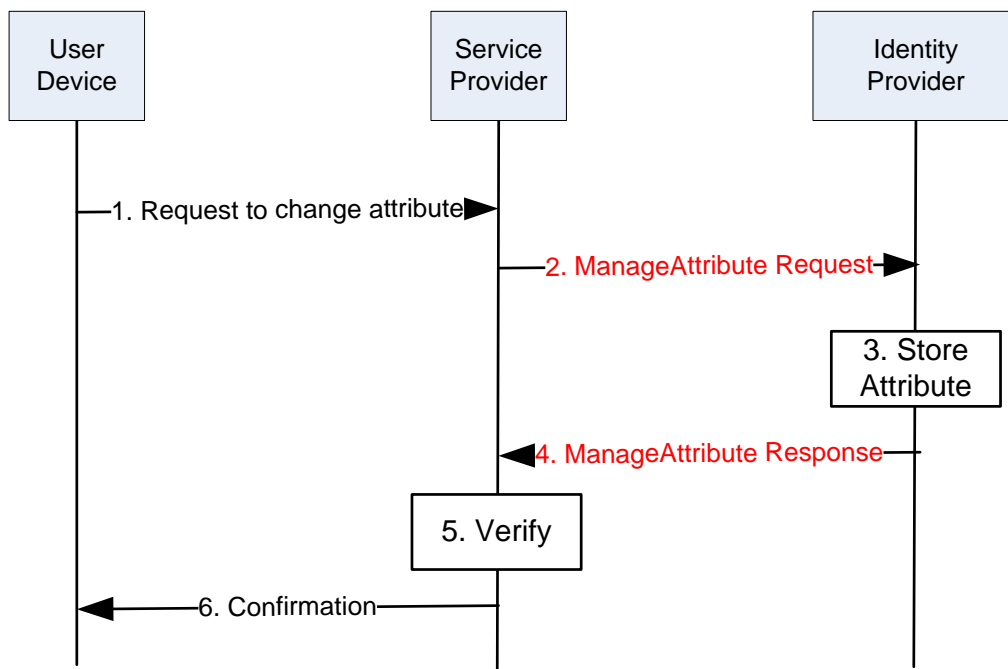 User
Device
Service
Provider
Identity
Provider
1. Request to change attribute
2. ManageAttribute Request
3. Store
Attribute
4. ManageAttribute Response
5. Verify
6. Confirmation